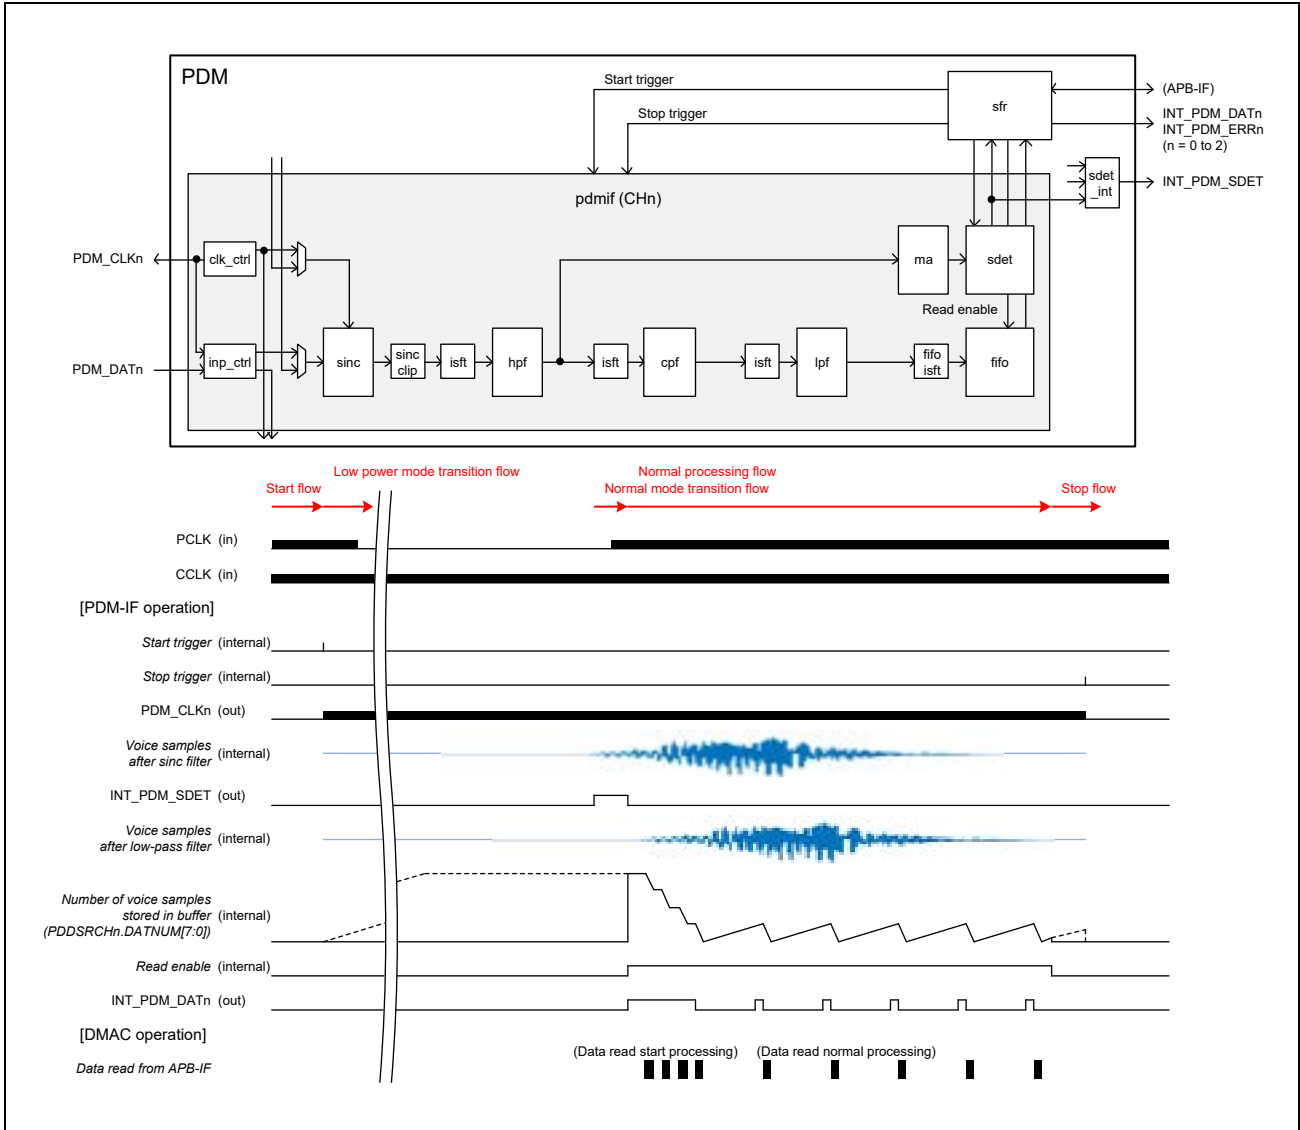 PDM
Start trigger
Stop trigger
sfr
(APB-IF)
INT_PDM_DATn
INT_PDM_ERRn
(n = 0 to 2)
sdet
_int
INT_PDM_SDET
pdmif (CHn)
PDM_CLKn
clk_ctrl
ma
sdet
Read enable
PDM_DATn
inp_ctrl
sinc
sinc
clip
isft
hpf
isft
cpf
isft
lpf
fifo
isft
fifo
Low power mode transition flow
Normal processing flow
Start flow
Normal mode transition flow
Stop flow
PCLK (in)
CCLK (in)
[PDM-IF operation]
Start trigger (internal)
Stop trigger (internal)
PDM_CLKn (out)
Voice samples
after sinc filter (internal)
INT_PDM_SDET (out)
Voice samples
after low-pass filter (internal)
Number of voice samples
stored in buffer (internal)
(PDDSRCHn.DATNUM[7:0])
Read enable (internal)
INT_PDM_DATn (out)
[DMAC operation]
(Data read start processing) (Data read normal processing)
Data read from APB-IF